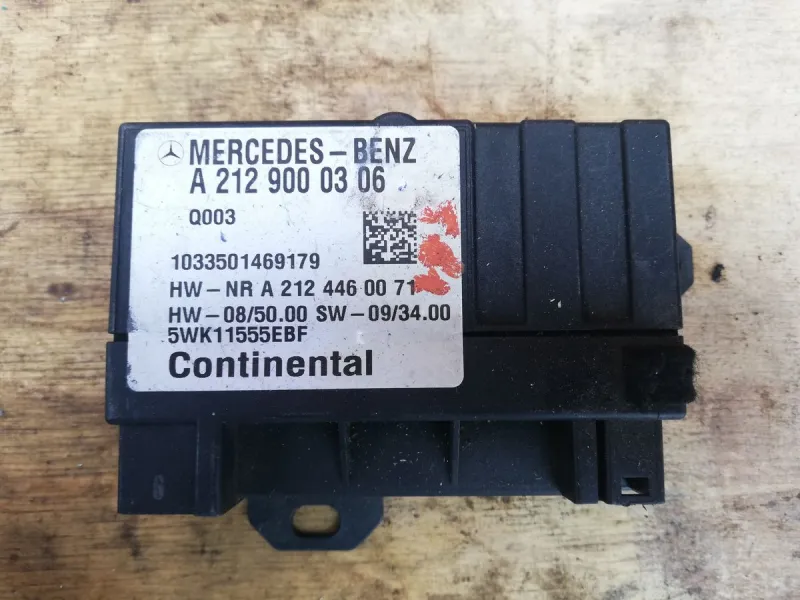 MERCEDES-BENZ
A 212 900 03 06
Q003
1033501469179
HW-NR A 212 446 00 71
HW-08/50.00 SW-09/34.00
5WK11555EBF
Continental